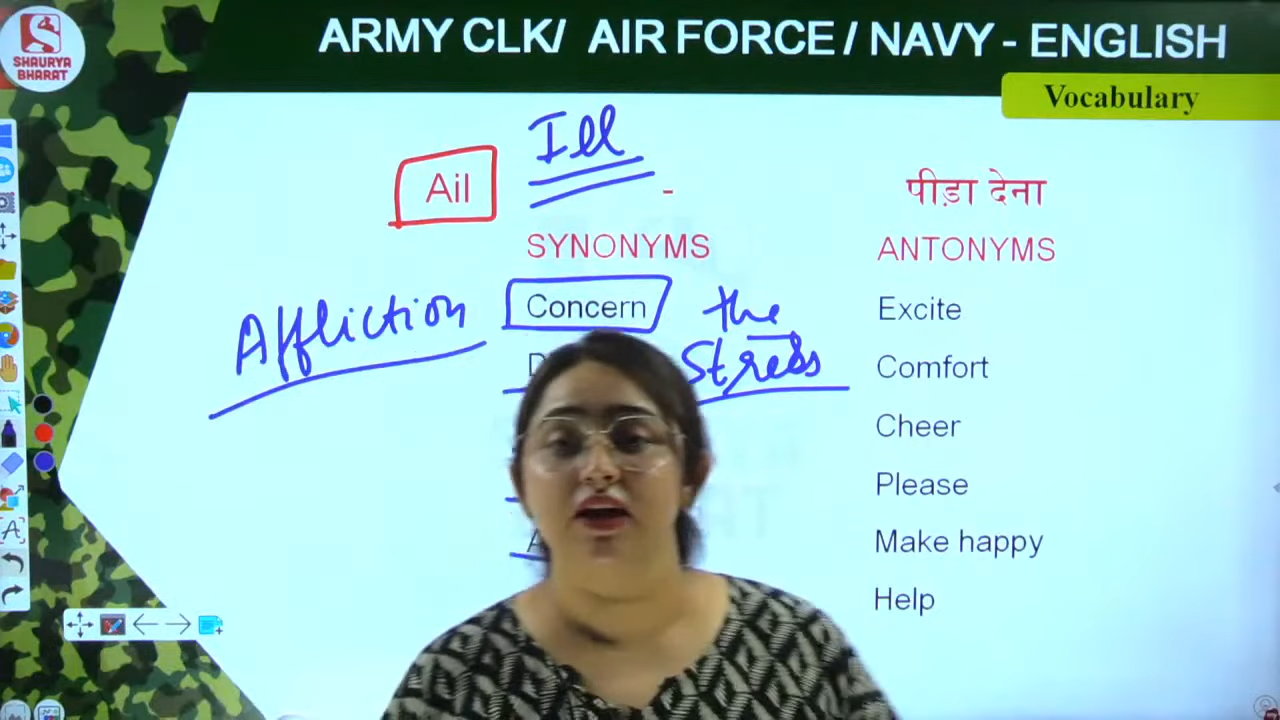 ARMY CLK/ AIR FORCE / NAVY - ENGLISH
SHAURYA BHARAT
Vocabulary
Ill
Ail - पीड़ा देना
SYNONYMS ANTONYMS
Affliction Concern the Excite
Stress Comfort
Cheer
Please
Make happy
Help